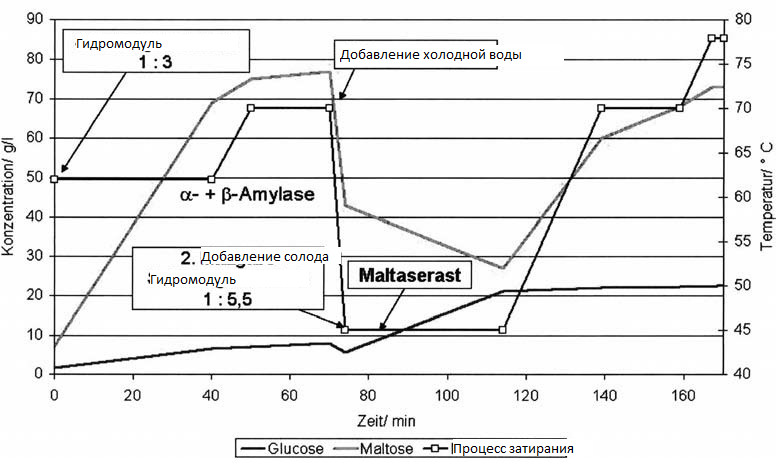 Konzentration/ g/l
90
80
70
60
50
40
30
20
10
0
Гидромодуль
1 : 3
Добавление холодной воды
α- + β-Amylase
2.
Добавление солода
Гидромодуль
1 : 5,5
Maltaserast
80
75
70
65
60
55
50
45
40
Temperatur/ ° C
0 20 40 60 80 100 120 140 160
Zeit/ min
Glucose Maltose Процесс затирания